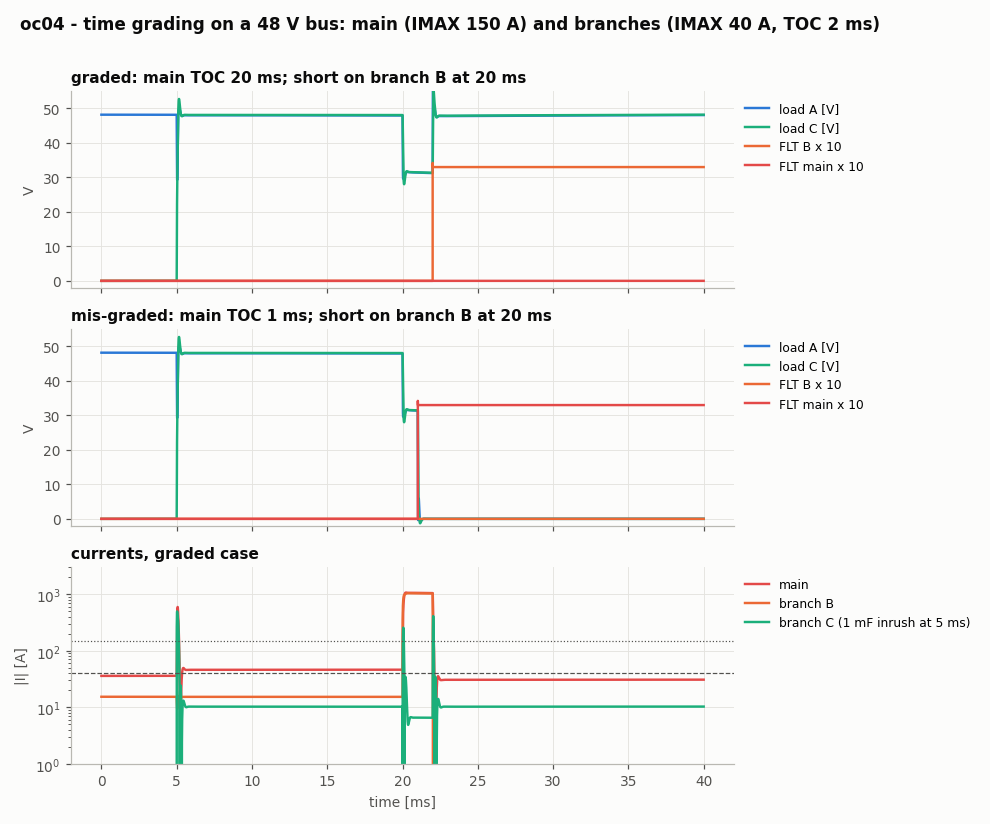 oc04 - time grading on a 48 V bus: main (IMAX 150 A) and branches (IMAX 40 A, TOC 2 ms)
graded: main TOC 20 ms; short on branch B at 20 ms
50
40
30
20
10
0
V
load A [V]
load C [V]
FLT B x 10
FLT main x 10
mis-graded: main TOC 1 ms; short on branch B at 20 ms
50
40
30
20
10
0
V
load A [V]
load C [V]
FLT B x 10
FLT main x 10
currents, graded case
10³
10²
10¹
10⁰
|I| [A]
main
branch B
branch C (1 mF inrush at 5 ms)
0 5 10 15 20 25 30 35 40
time [ms]